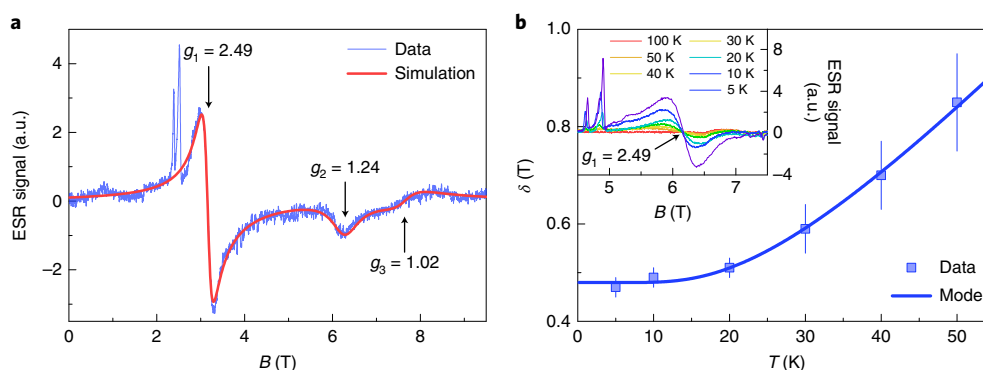 a
ESR signal (a.u.)
4
2
0
−2
g1 = 2.49
Data
Simulation
g2 = 1.24
g3 = 1.02
0
2
4
6
8
B (T)
b
δ (T)
1.0
0.8
0.6
0.4
100 K
50 K
40 K
30 K
20 K
10 K
5 K
g1 = 2.49
8
4
0
−4
ESR signal
(a.u.)
5
6
7
B (T)
Data
Mode
0
10
20
30
40
50
T (K)